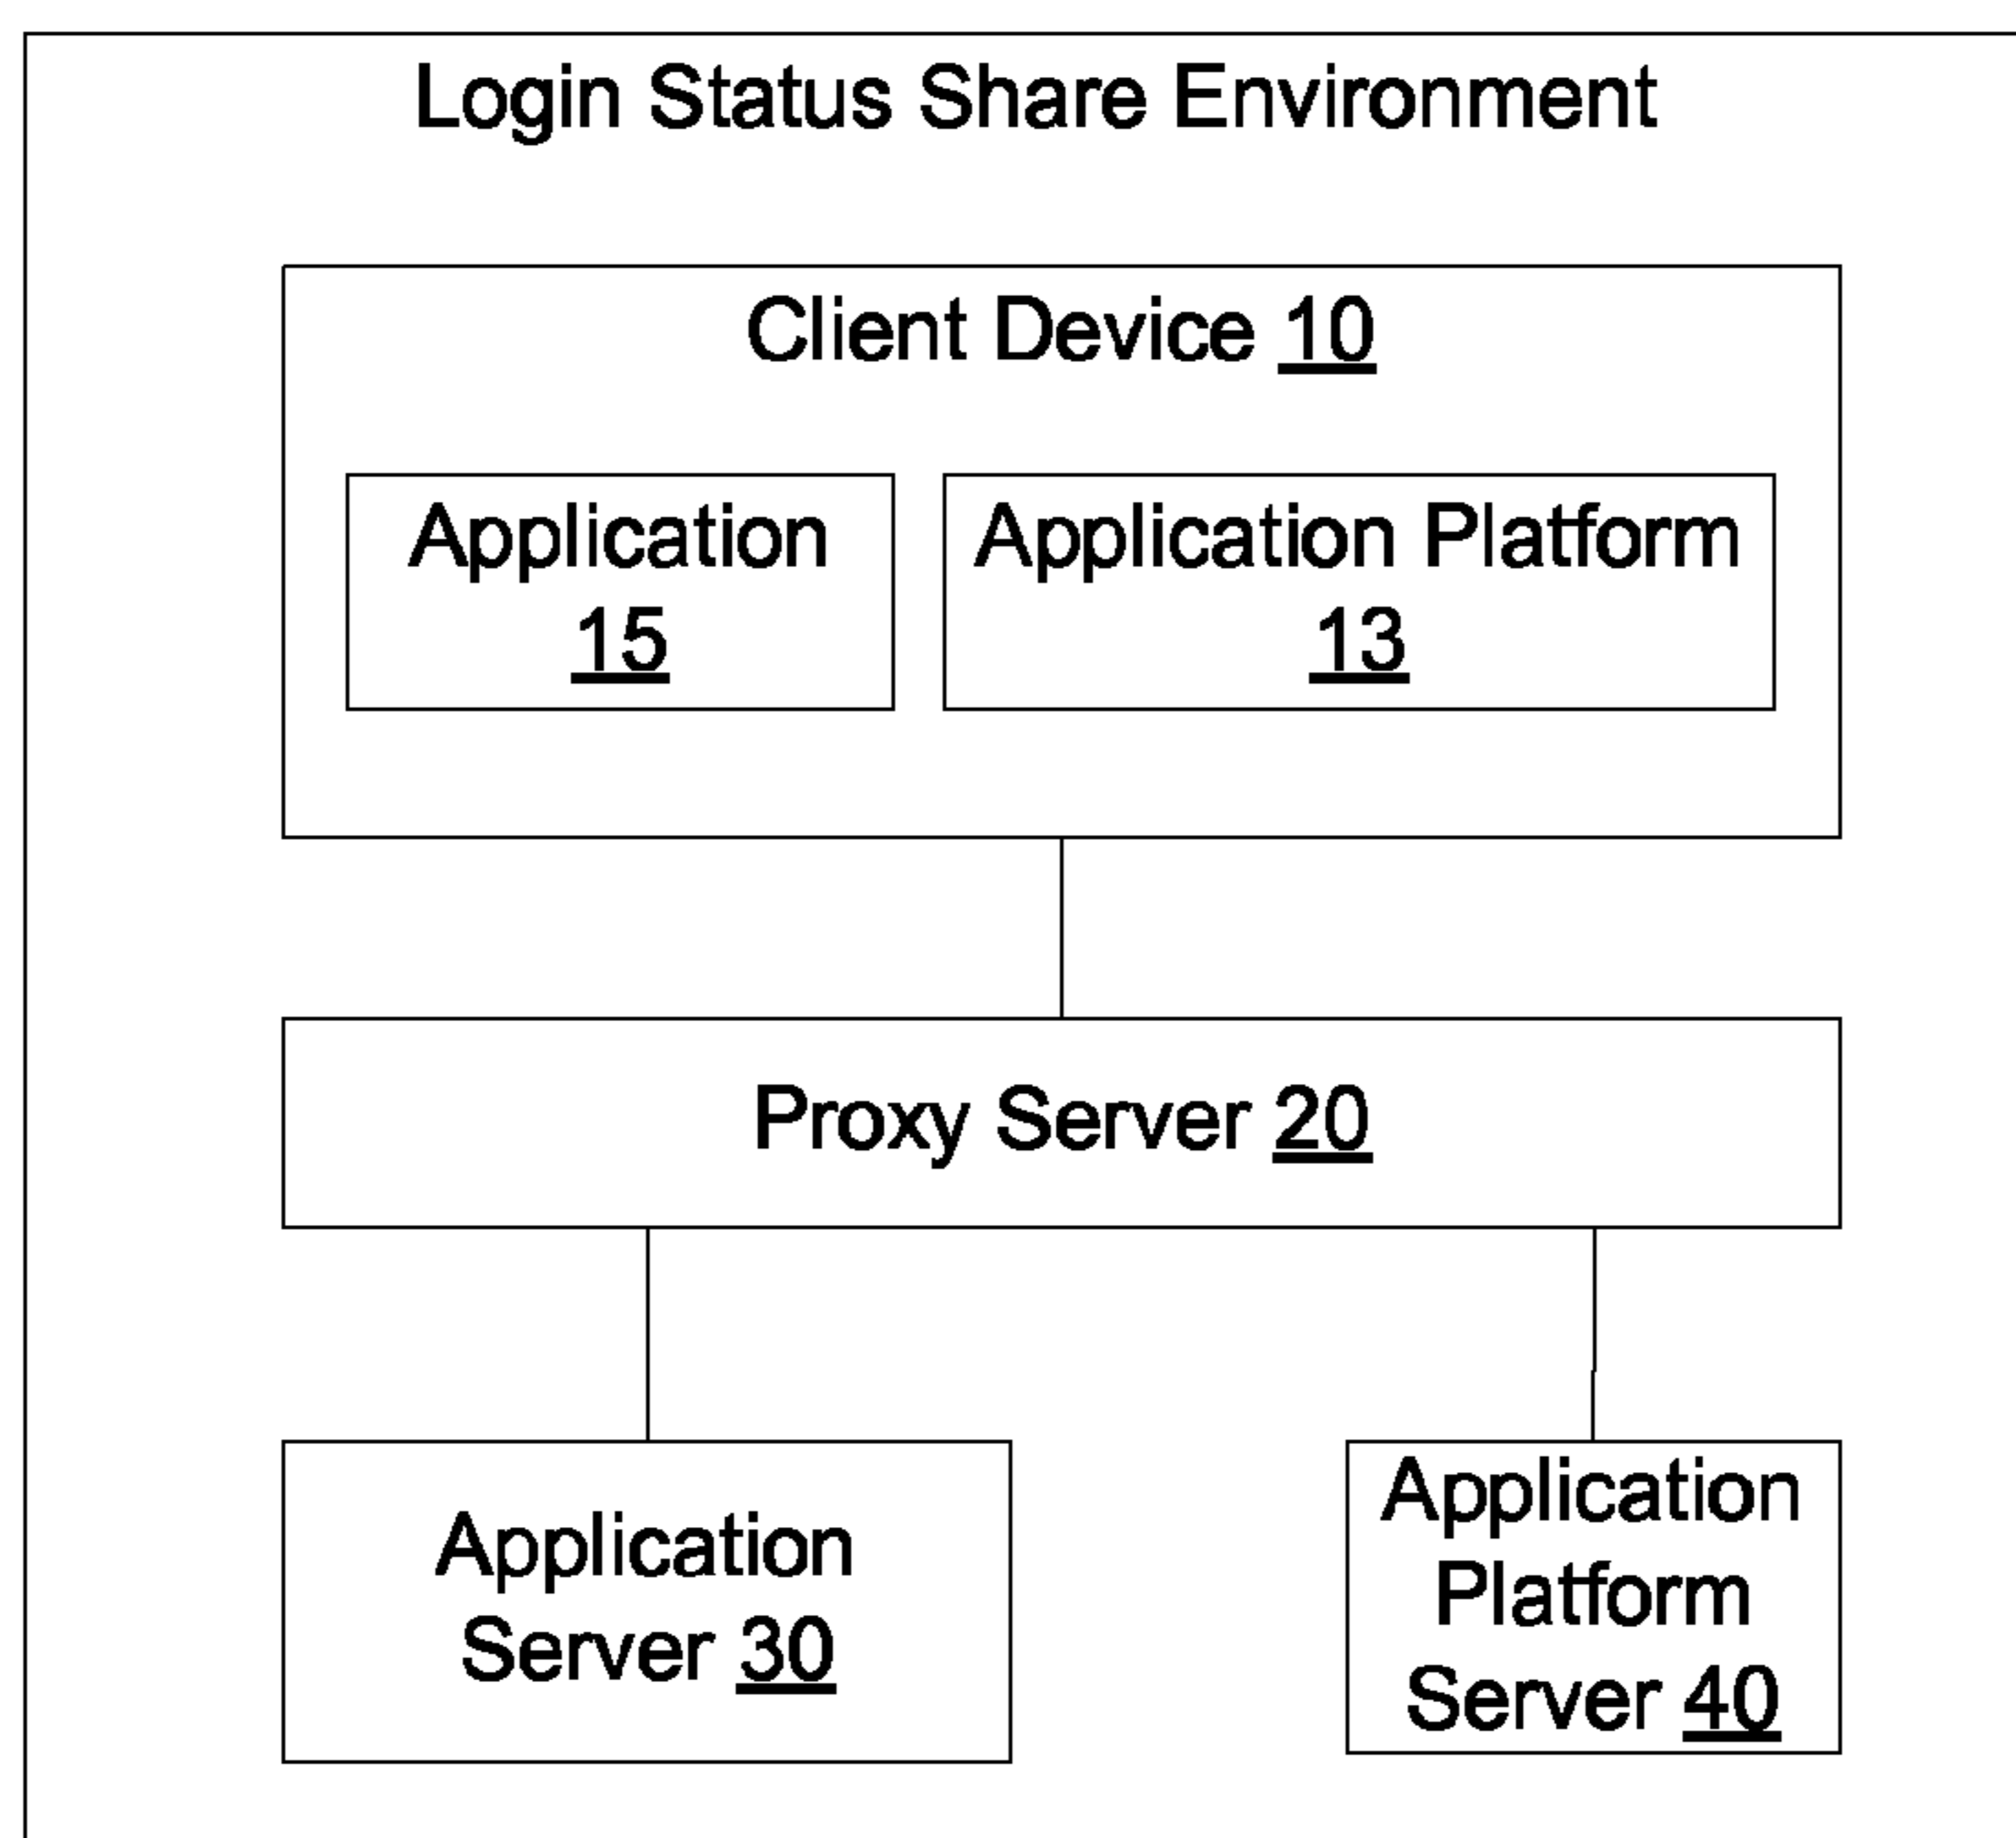 Login Status Share Environment
Client Device 10
Application
15
Application Platform
13
Proxy Server 20
Application
Server 30
Application
Platform
Server 40